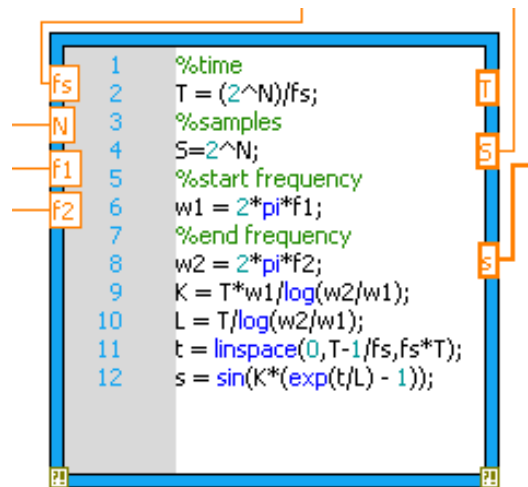 fs
N
f1
f2
1 %time
2 T = (2^N)/fs;
3 %samples
4 S=2^N;
5 %start frequency
6 w1 = 2*pi*f1;
7 %end frequency
8 w2 = 2*pi*f2;
9 K = T*w1/log(w2/w1);
10 L = T/log(w2/w1);
11 t = linspace(0,T-1/fs,fs*T);
12 s = sin(K*(exp(t/L) - 1));
T
S
s